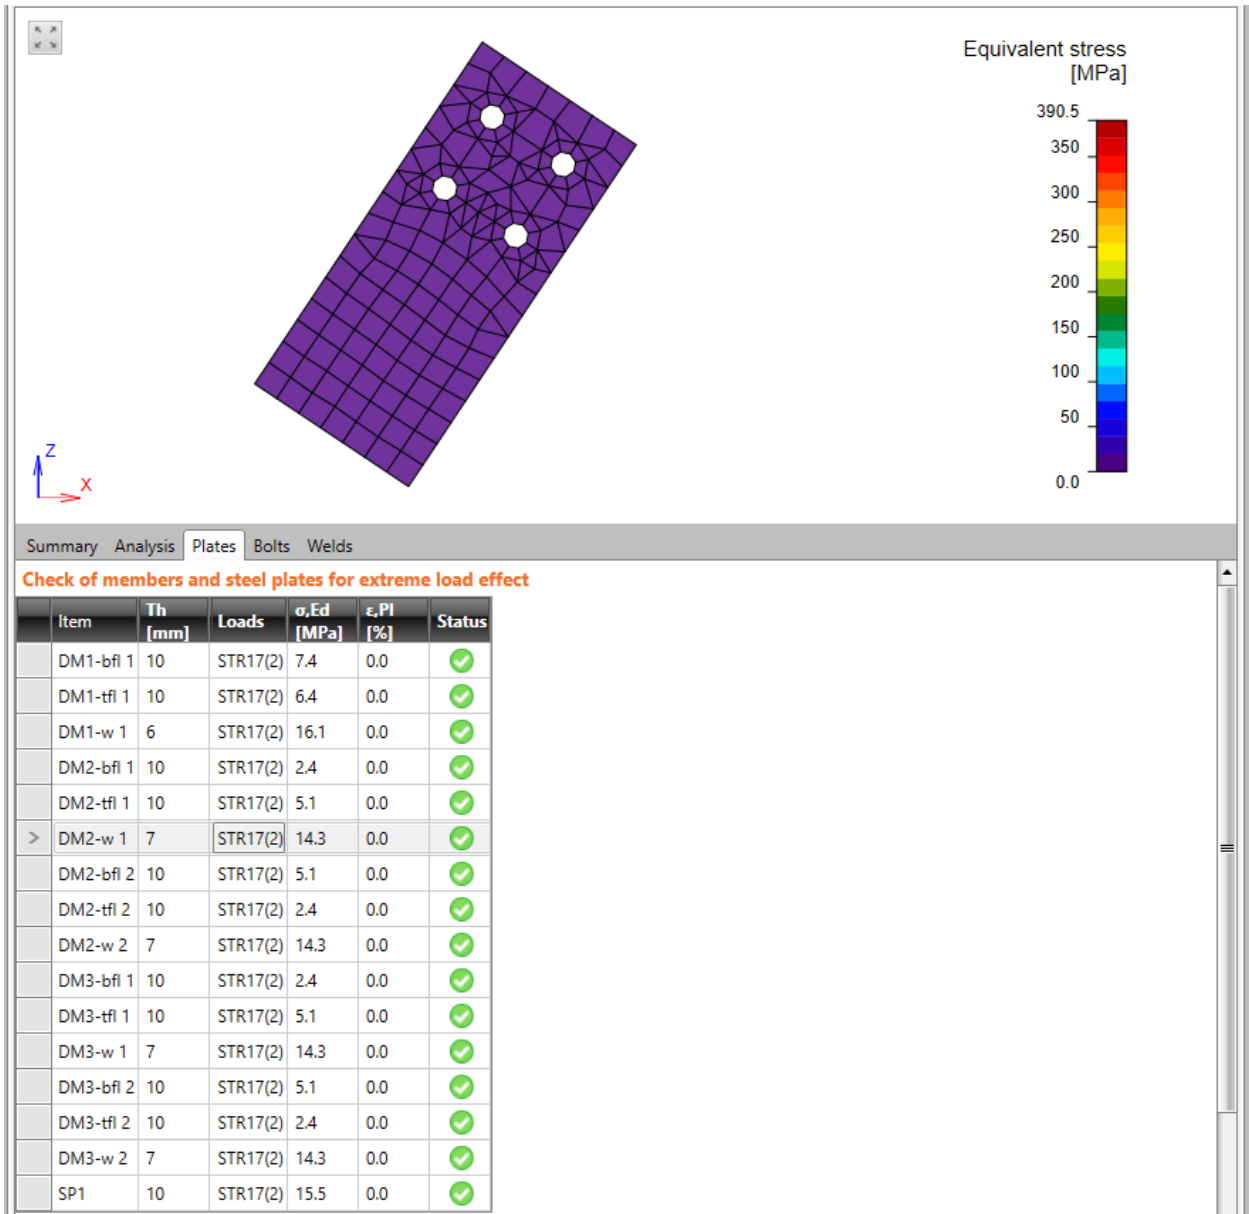 Equivalent stress
[MPa]
390.5
350
300
250
200
150
100
50
0.0
Z
X
Summary Analysis Plates Bolts Welds
Check of members and steel plates for extreme load effect
Item Th [mm] Loads σ,Ed [MPa] ε,Pl [%] Status
DM1-bfl 1 10 STR17(2) 7.4 0.0
DM1-tfl 1 10 STR17(2) 6.4 0.0
DM1-w 1 6 STR17(2) 16.1 0.0
DM2-bfl 1 10 STR17(2) 2.4 0.0
DM2-tfl 1 10 STR17(2) 5.1 0.0
> DM2-w 1 7 STR17(2) 14.3 0.0
DM2-bfl 2 10 STR17(2) 5.1 0.0
DM2-tfl 2 10 STR17(2) 2.4 0.0
DM2-w 2 7 STR17(2) 14.3 0.0
DM3-bfl 1 10 STR17(2) 2.4 0.0
DM3-tfl 1 10 STR17(2) 5.1 0.0
DM3-w 1 7 STR17(2) 14.3 0.0
DM3-bfl 2 10 STR17(2) 5.1 0.0
DM3-tfl 2 10 STR17(2) 2.4 0.0
DM3-w 2 7 STR17(2) 14.3 0.0
SP1 10 STR17(2) 15.5 0.0